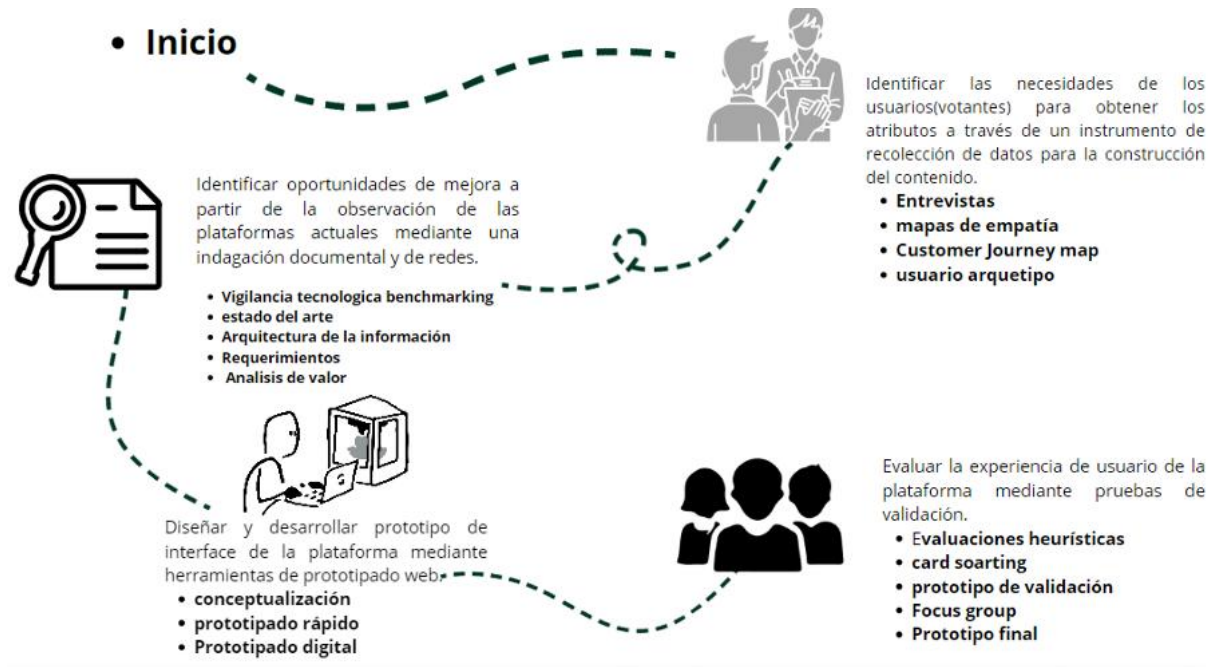 • Inicio
Identificar las necesidades de los
usuarios(votantes) para obtener los
atributos a través de un instrumento de
recolección de datos para la construcción
del contenido.
• Entrevistas
• mapas de empatía
• Customer Journey map
• usuario arquetipo
Identificar oportunidades de mejora a
partir de la observación de las
plataformas actuales mediante una
indagación documental y de redes.
• Vigilancia tecnologica benchmarking
• estado del arte
• Arquitectura de la información
• Requerimientos
• Analisis de valor
Diseñar y desarrollar prototipo de
interface de la plataforma mediante
herramientas de prototipado web.
• conceptualización
• prototipado rápido
• Prototipado digital
Evaluar la experiencia de usuario de la
plataforma mediante pruebas de
validación.
• Evaluaciones heurísticas
• card soarting
• prototipo de validación
• Focus group
• Prototipo final